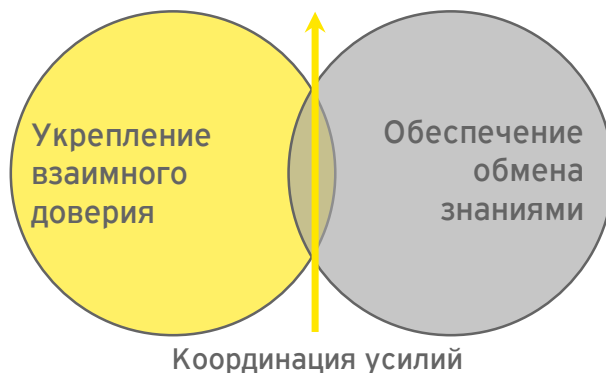 Укрепление
взаимного
доверия
Обеспечение
обмена
знаниями
Координация усилий